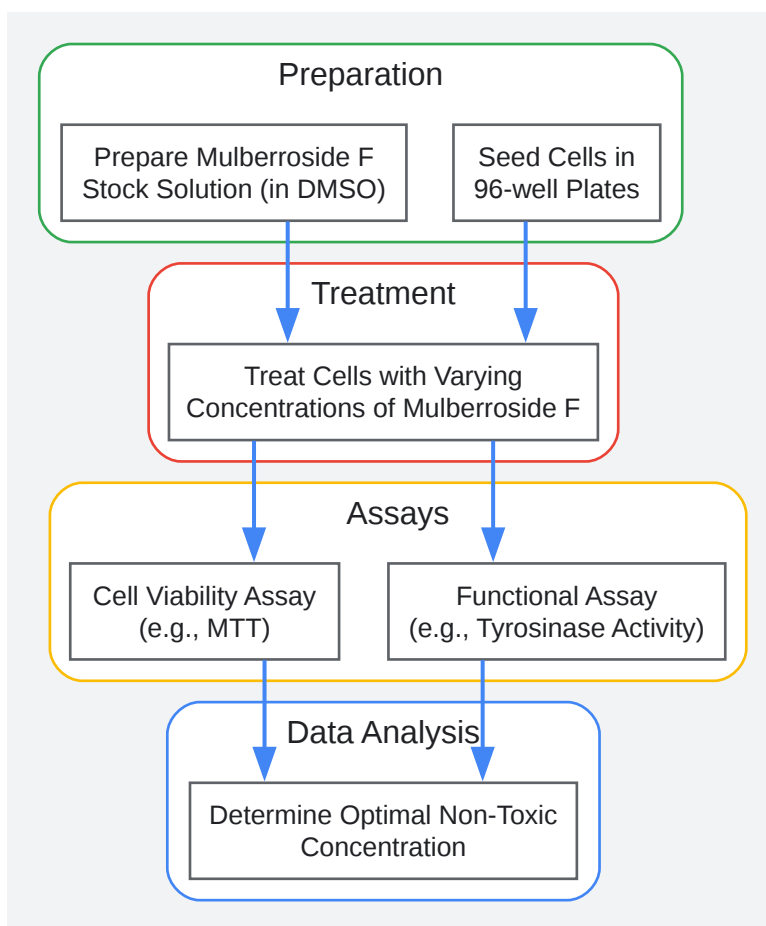 Preparation
Prepare Mulberroside F
Stock Solution (in DMSO)
Seed Cells in
96-well Plates
Treatment
Treat Cells with Varying
Concentrations of Mulberroside F
Assays
Cell Viability Assay
(e.g., MTT)
Functional Assay
(e.g., Tyrosinase Activity)
Data Analysis
Determine Optimal Non-Toxic
Concentration